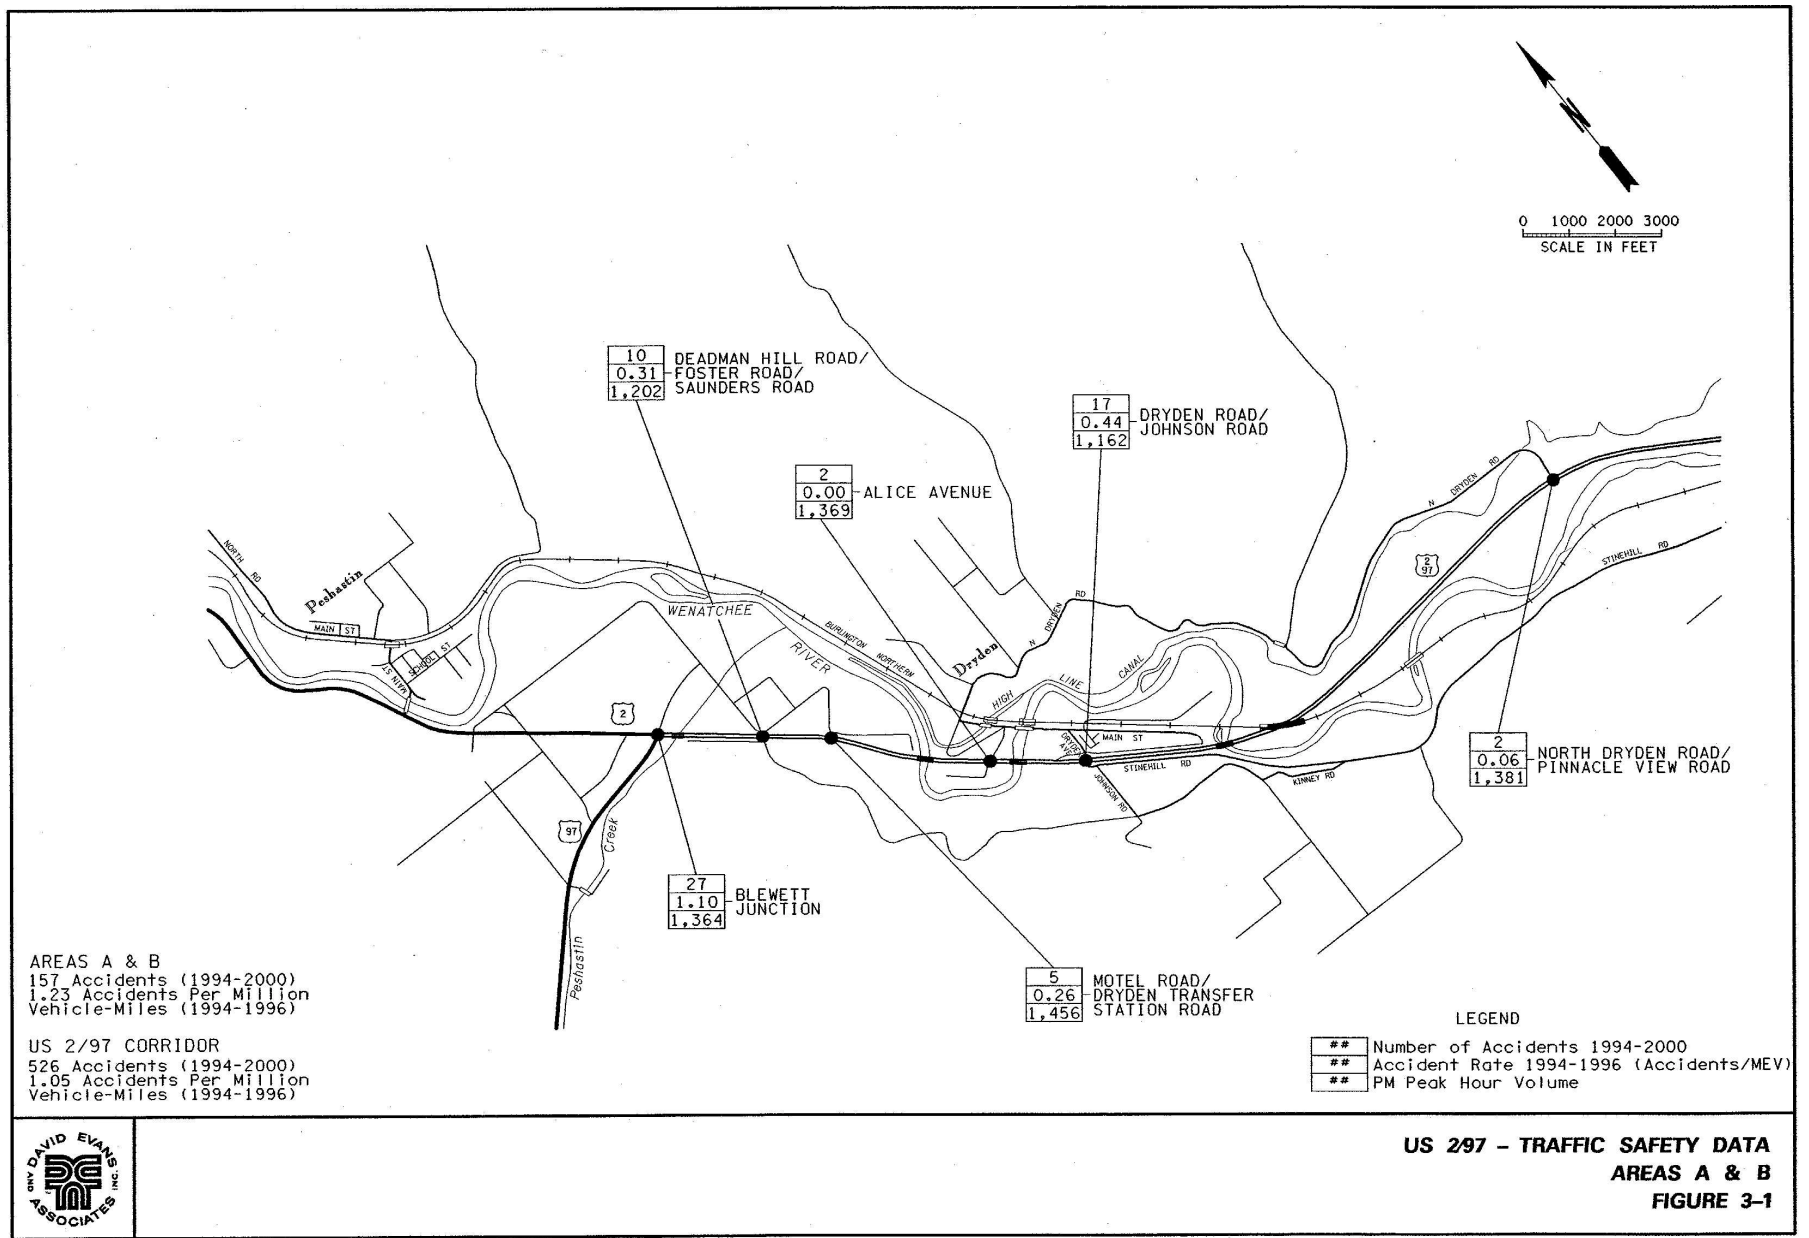 N
0 1000 2000 3000
SCALE IN FEET
10
0.31
1,202
DEADMAN HILL ROAD/
FOSTER ROAD/
SAUNDERS ROAD
17
0.44
1,162
DRYDEN ROAD/
JOHNSON ROAD
2
0.00
1,369
ALICE AVENUE
N DRYDEN RD
2
97
STINEHILL RD
NORTH RD
Peshastin
MAIN ST
SCHOOL ST
MAIN ST
WENATCHEE
RIVER
BURLINGTON NORTHERN
Dryden
N DRYDEN RD
HIGH LINE CANAL
2
MAIN ST
DRYDEN AVE
STINEHILL RD
JOHNSON RD
KINNEY RD
97
Creek
Peshastin
2
0.06
1,381
NORTH DRYDEN ROAD/
PINNACLE VIEW ROAD
27
1.10
1,364
BLEWETT
JUNCTION
5
0.26
1,456
MOTEL ROAD/
DRYDEN TRANSFER
STATION ROAD
AREAS A & B
157 Accidents (1994-2000)
1.23 Accidents Per Million
Vehicle-Miles (1994-1996)
US 2/97 CORRIDOR
526 Accidents (1994-2000)
1.05 Accidents Per Million
Vehicle-Miles (1994-1996)
LEGEND
## Number of Accidents 1994-2000
## Accident Rate 1994-1996 (Accidents/MEV)
## PM Peak Hour Volume
DAVID EVANS
AND ASSOCIATES INC.
US 2/97 – TRAFFIC SAFETY DATA
AREAS A & B
FIGURE 3–1